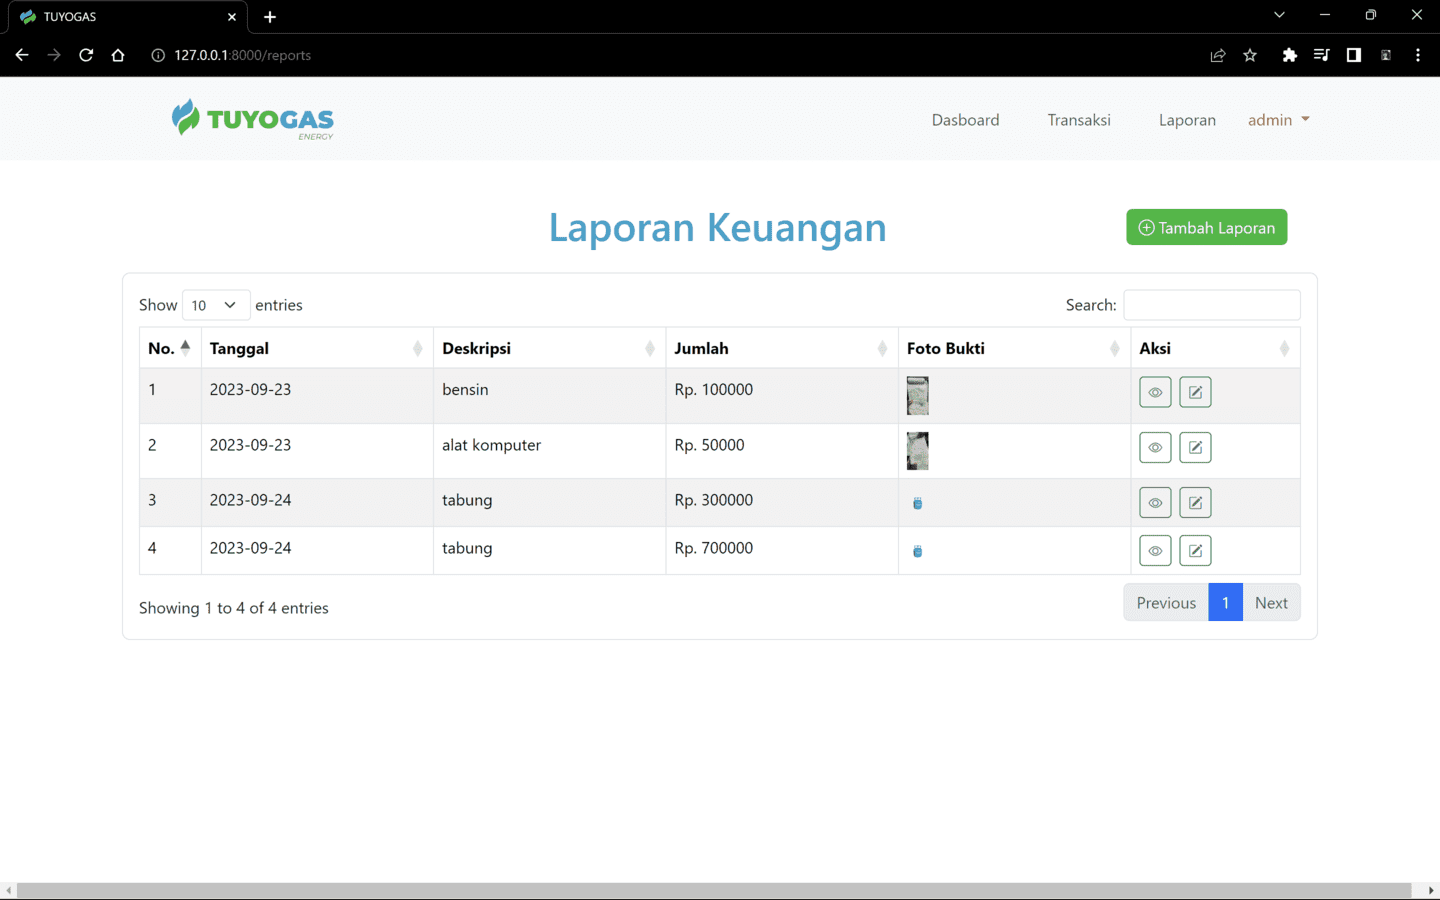 TUYOGAS
127.0.0.1:8000/reports
TUYOGAS
ENERGY
Dasboard Transaksi Laporan admin
Laporan Keuangan
Tambah Laporan
Show 10 entries Search:
No. Tanggal Deskripsi Jumlah Foto Bukti Aksi
1 2023-09-23 bensin Rp. 100000
2 2023-09-23 alat komputer Rp. 50000
3 2023-09-24 tabung Rp. 300000
4 2023-09-24 tabung Rp. 700000
Showing 1 to 4 of 4 entries Previous 1 Next